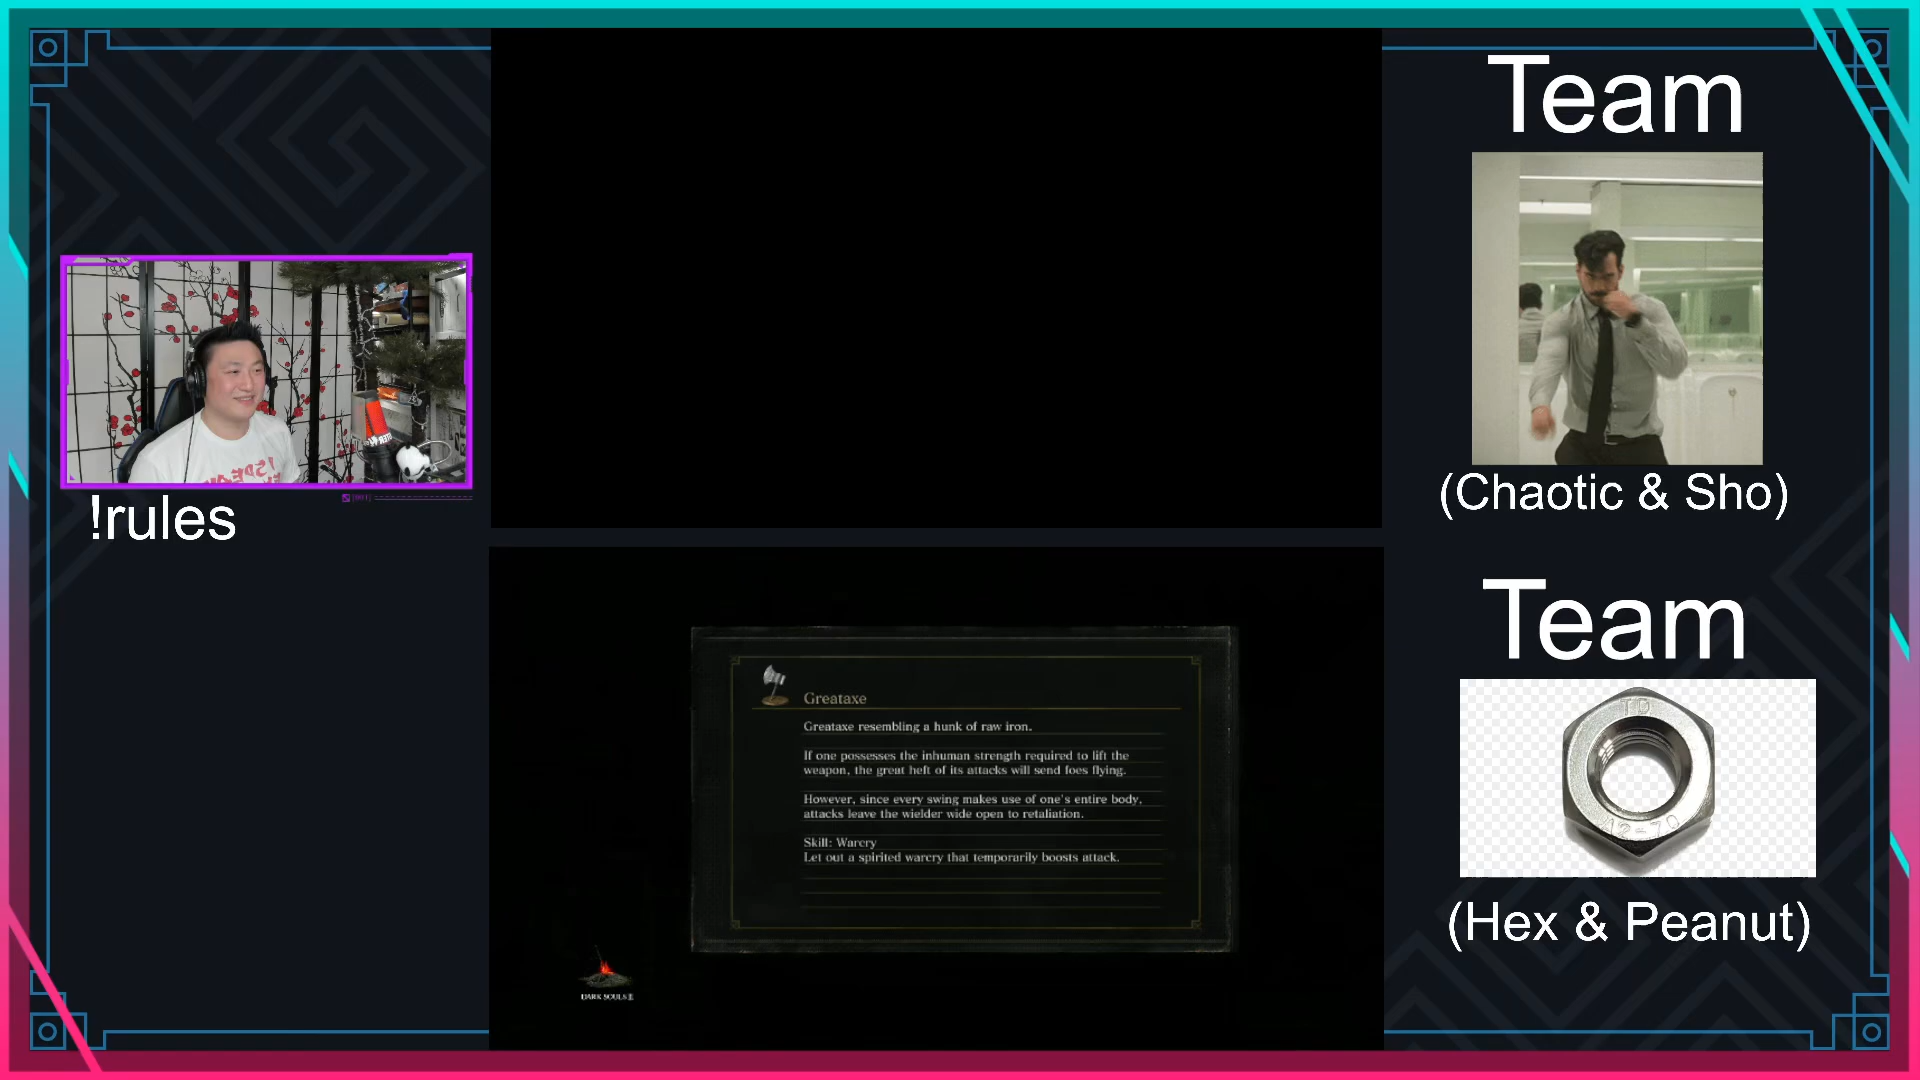 Team
(Chaotic & Sho)
!rules
Team
TD
A2-70
(Hex & Peanut)
Greataxe
Greataxe resembling a hunk of raw iron.
If one possesses the inhuman strength required to lift the
weapon, the great heft of its attacks will send foes flying.
However, since every swing makes use of one's entire body,
attacks leave the wielder wide open to retaliation.
Skill: Warcry
Let out a spirited warcry that temporarily boosts attack.
DARK SOULS III